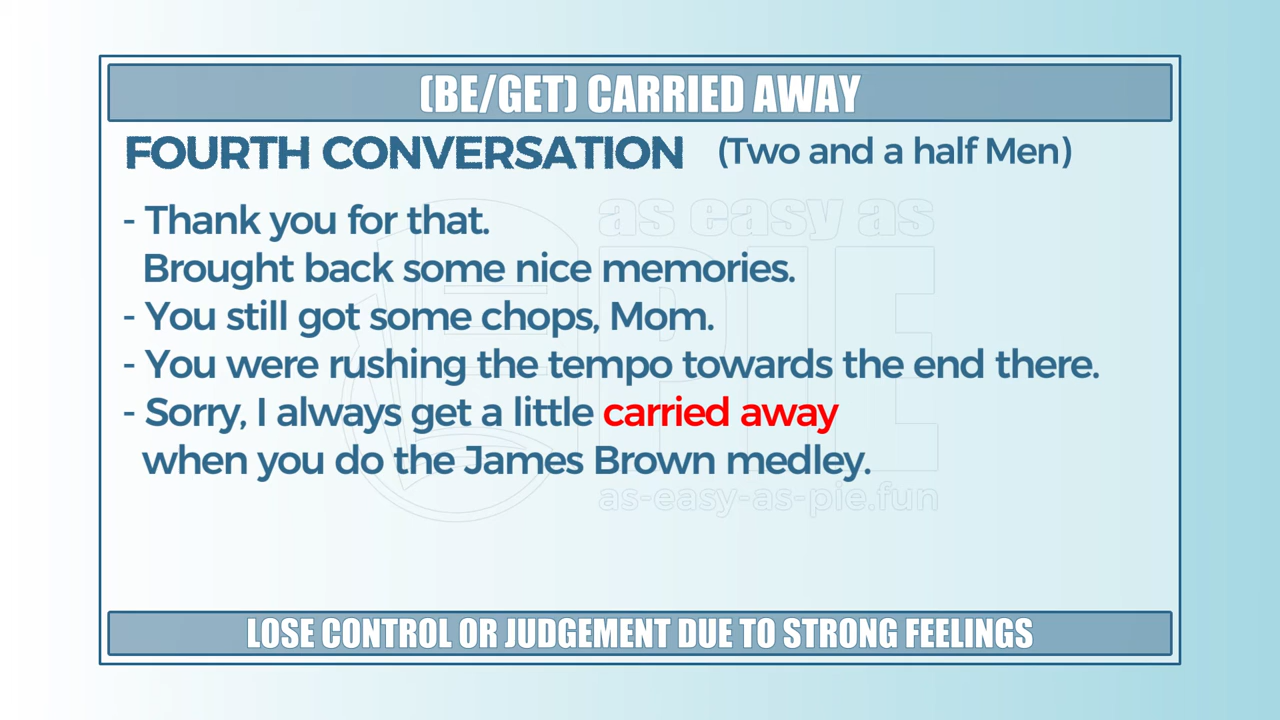 (BE/GET) CARRIED AWAY
FOURTH CONVERSATION (Two and a half Men)
- Thank you for that.
Brought back some nice memories.
- You still got some chops, Mom.
- You were rushing the tempo towards the end there.
- Sorry, I always get a little carried away
when you do the James Brown medley.
as easy as
PIE
as-easy-as-pie.fun
LOSE CONTROL OR JUDGEMENT DUE TO STRONG FEELINGS